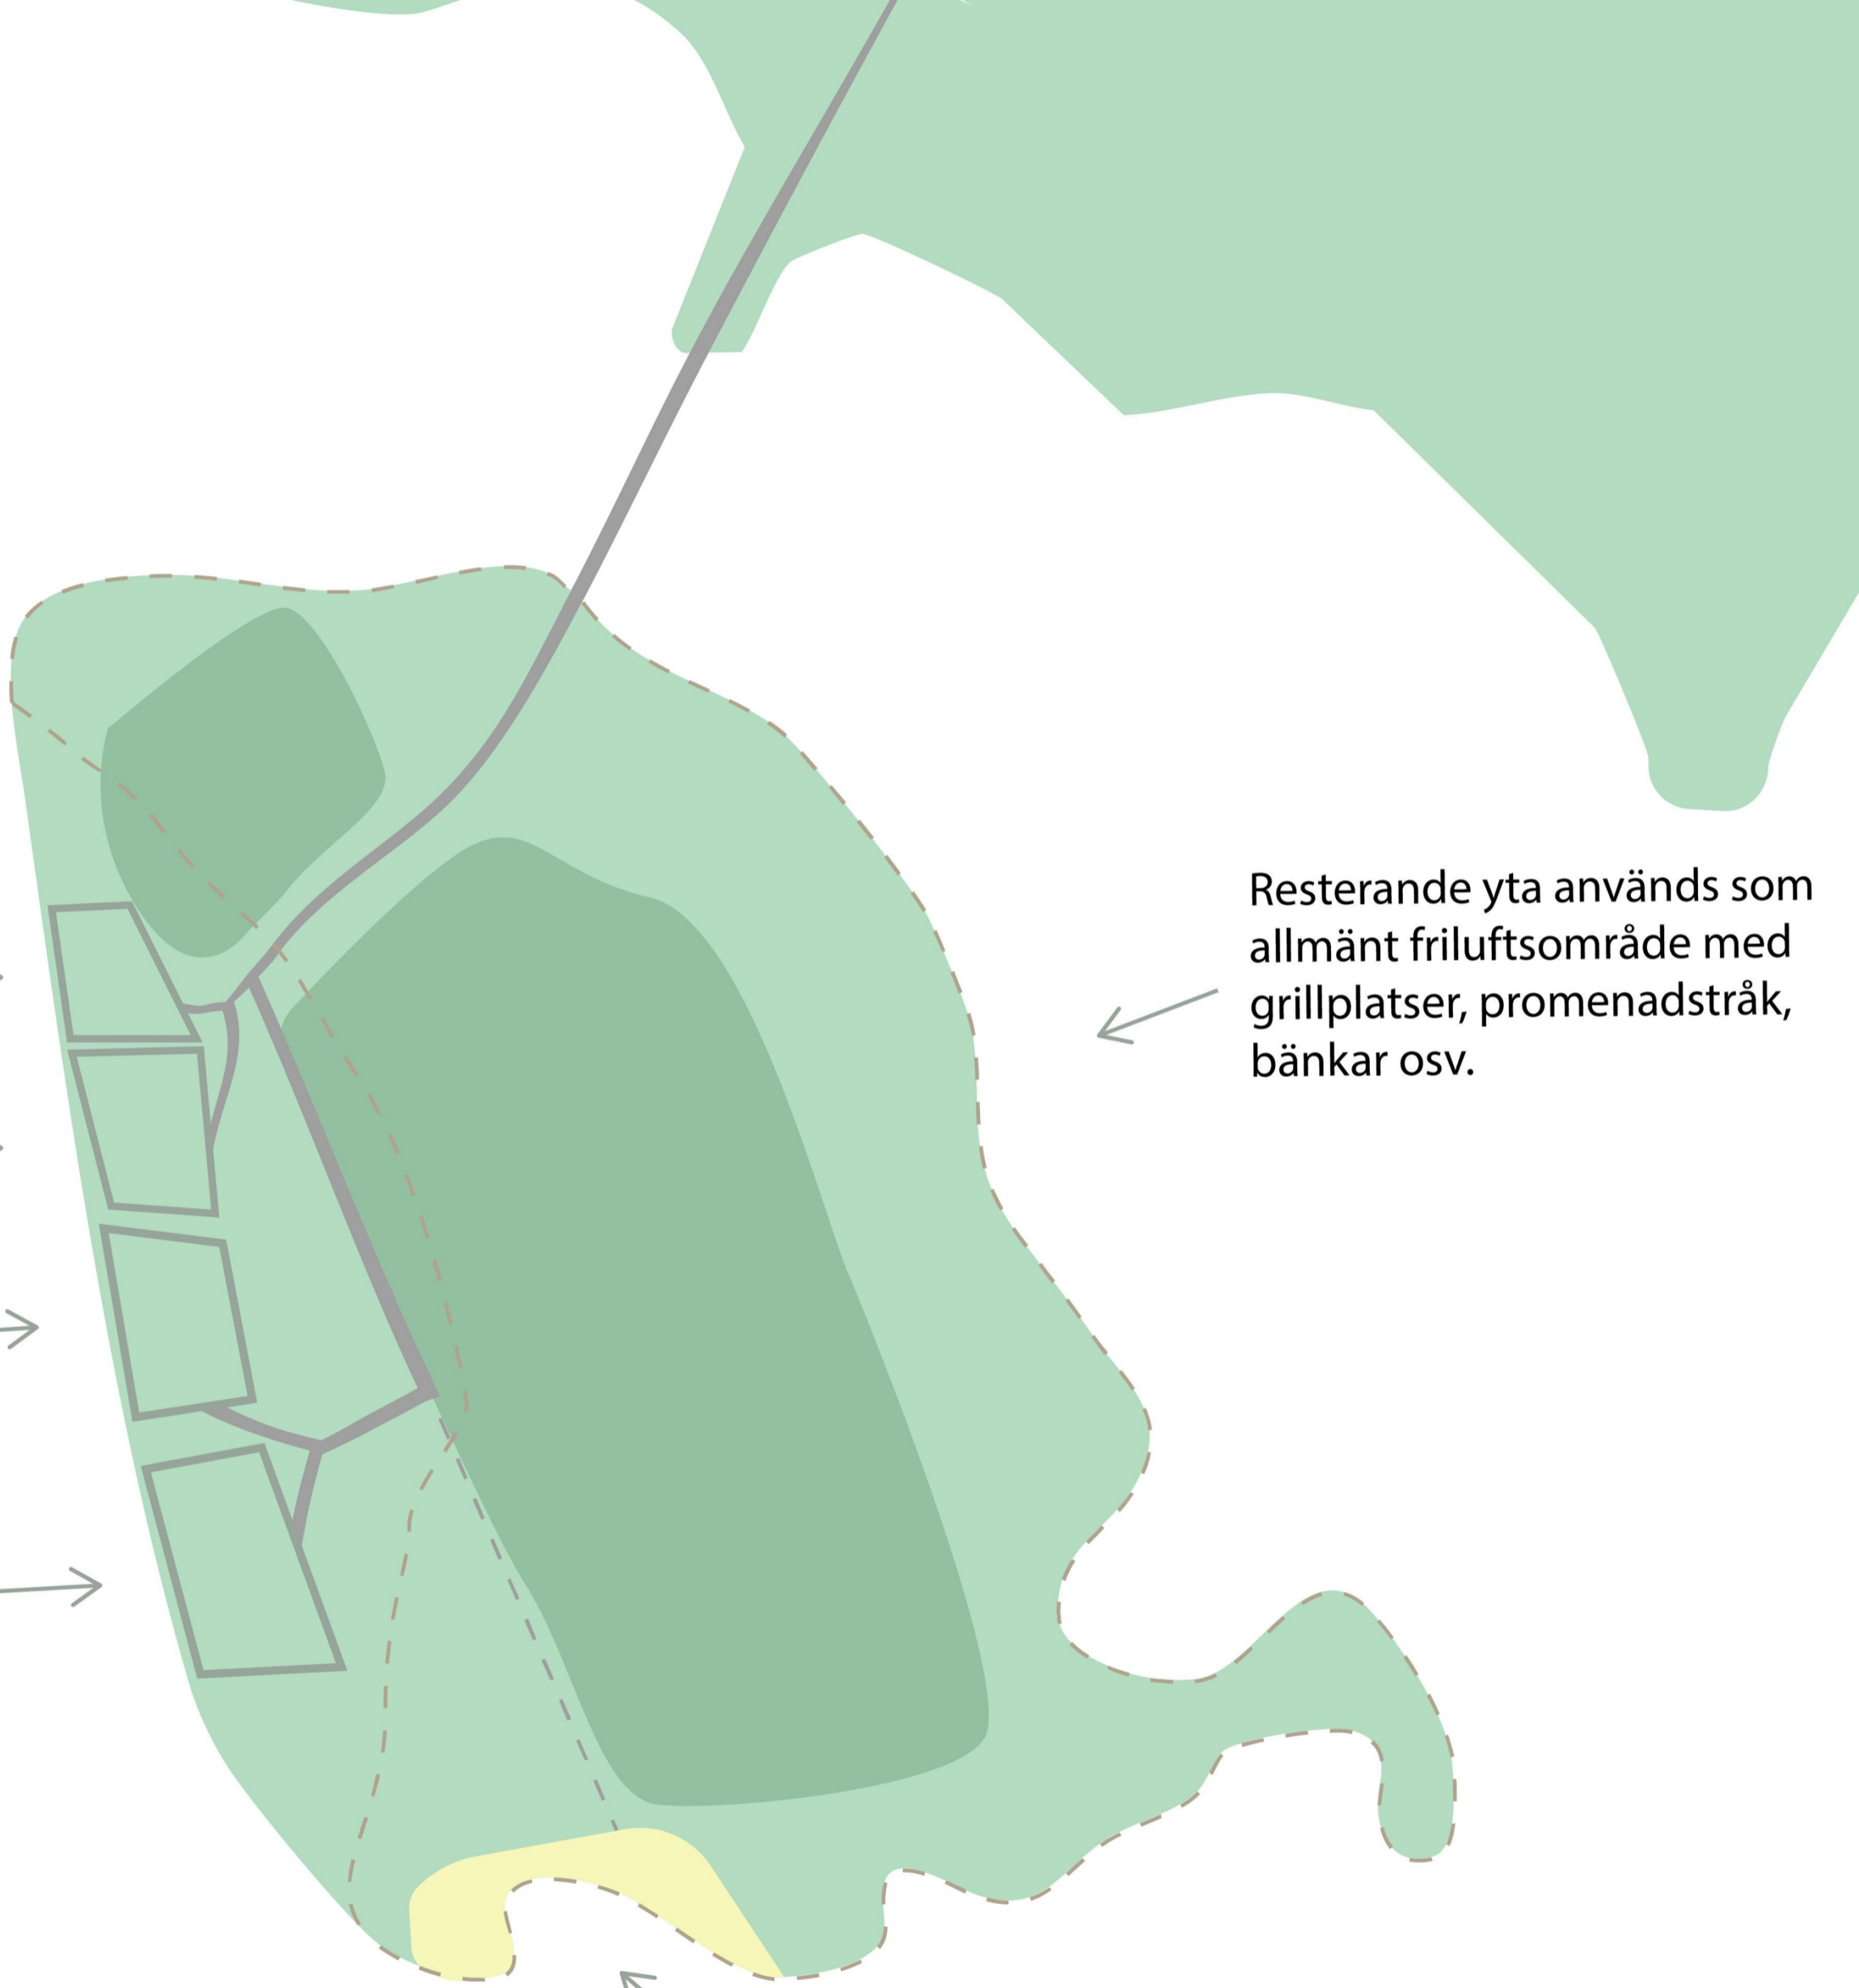 Resterande yta används som
allmänt friluftsområde med
grillplatser, promenadstråk,
bänkar osv.